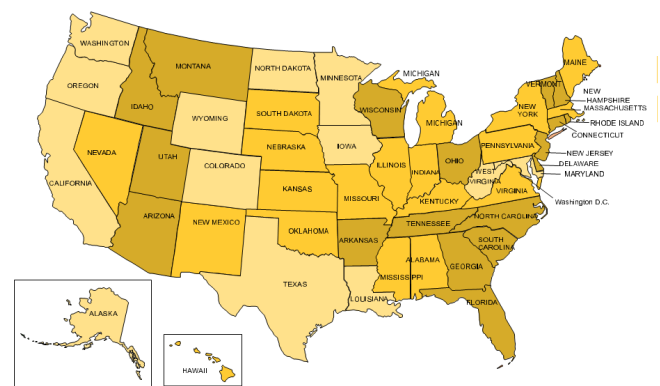 WASHINGTON
OREGON
CALIFORNIA
NEVADA
IDAHO
MONTANA
WYOMING
UTAH
ARIZONA
COLORADO
NEW MEXICO
NORTH DAKOTA
SOUTH DAKOTA
NEBRASKA
KANSAS
OKLAHOMA
TEXAS
MINNESOTA
IOWA
MISSOURI
ARKANSAS
LOUISIANA
WISCONSIN
ILLINOIS
MICHIGAN
MICHIGAN
INDIANA
OHIO
KENTUCKY
TENNESSEE
MISSISSIPPI
ALABAMA
GEORGIA
FLORIDA
SOUTH
CAROLINA
NORTH CAROLINA
VIRGINIA
WEST
VIRGINIA
PENNSYLVANIA
NEW
YORK
VERMONT
MAINE
NEW
HAMPSHIRE
MASSACHUSETTS
RHODE ISLAND
CONNECTICUT
NEW JERSEY
DELAWARE
MARYLAND
Washington D.C.
ALASKA
HAWAII